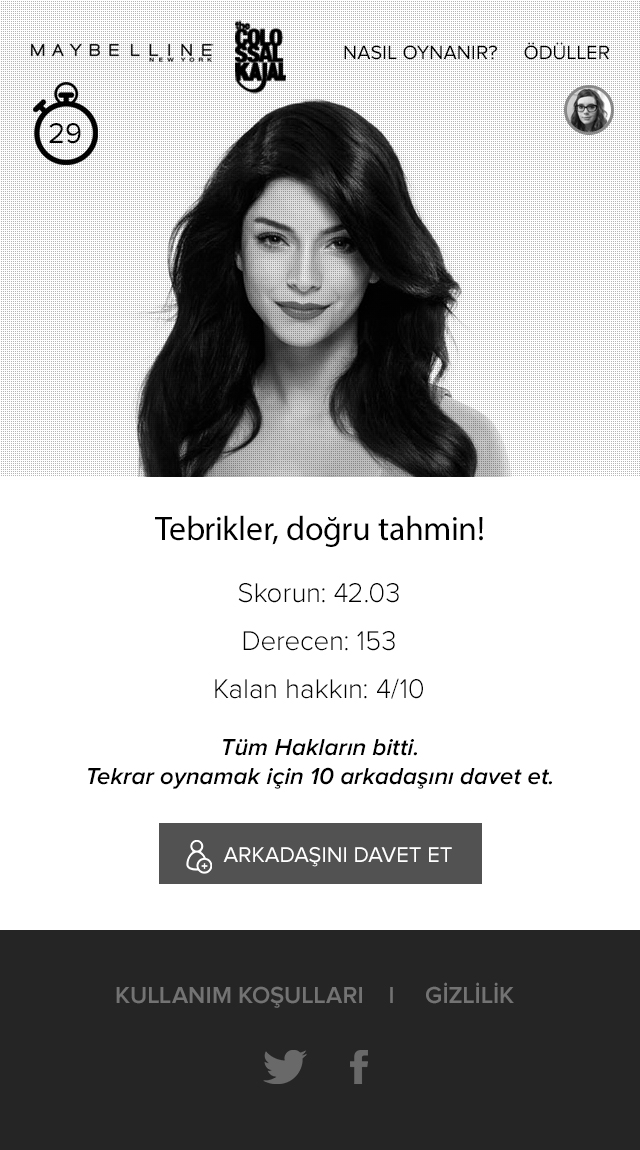 MAYBELLINE
NEW YORK
the
COLO
SSAL
KAJAL
NASIL OYNANIR?
ÖDÜLLER
29
Tebrikler, doğru tahmin!
Skorun: 42.03
Derecen: 153
Kalan hakkın: 4/10
Tüm Hakların bitti.
Tekrar oynamak için 10 arkadaşını davet et.
ARKADAŞINI DAVET ET
KULLANIM KOŞULLARI I GİZLİLİK